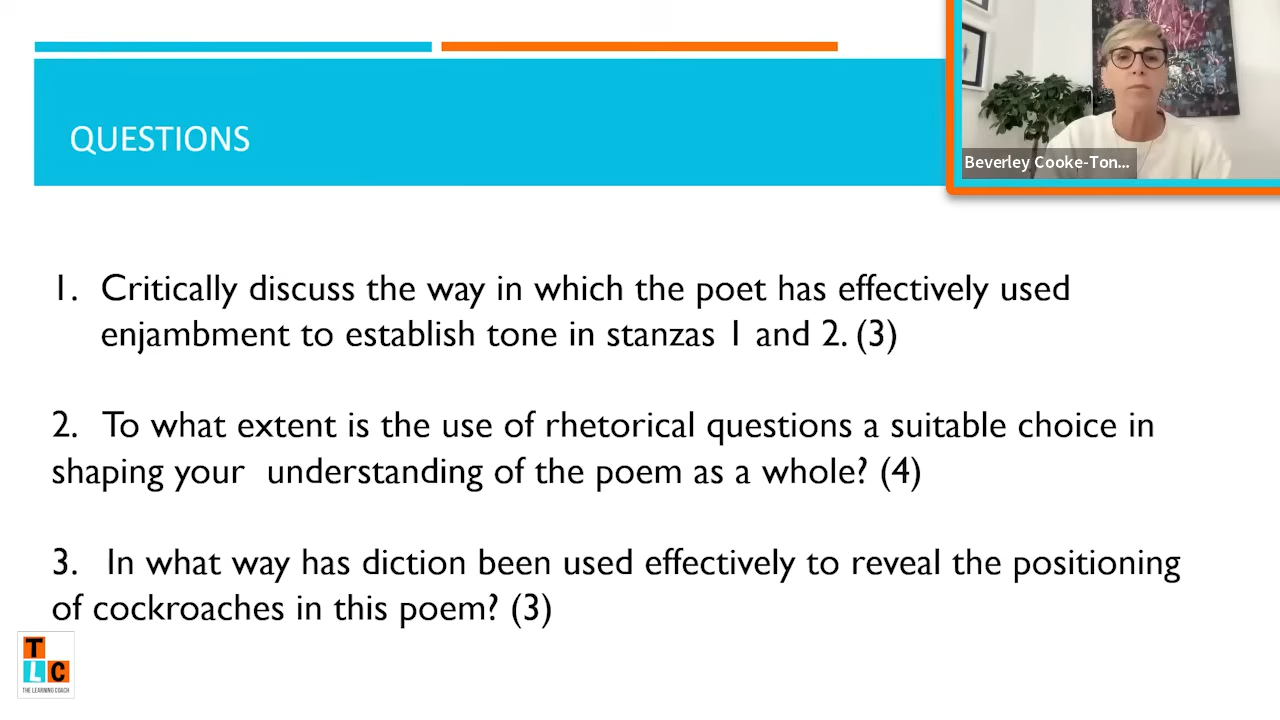 QUESTIONS
Beverley Cooke-Ton...
1. Critically discuss the way in which the poet has effectively used
enjambment to establish tone in stanzas 1 and 2. (3)
2. To what extent is the use of rhetorical questions a suitable choice in
shaping your understanding of the poem as a whole? (4)
3. In what way has diction been used effectively to reveal the positioning
of cockroaches in this poem? (3)
T
L C
THE LEARNING COACH